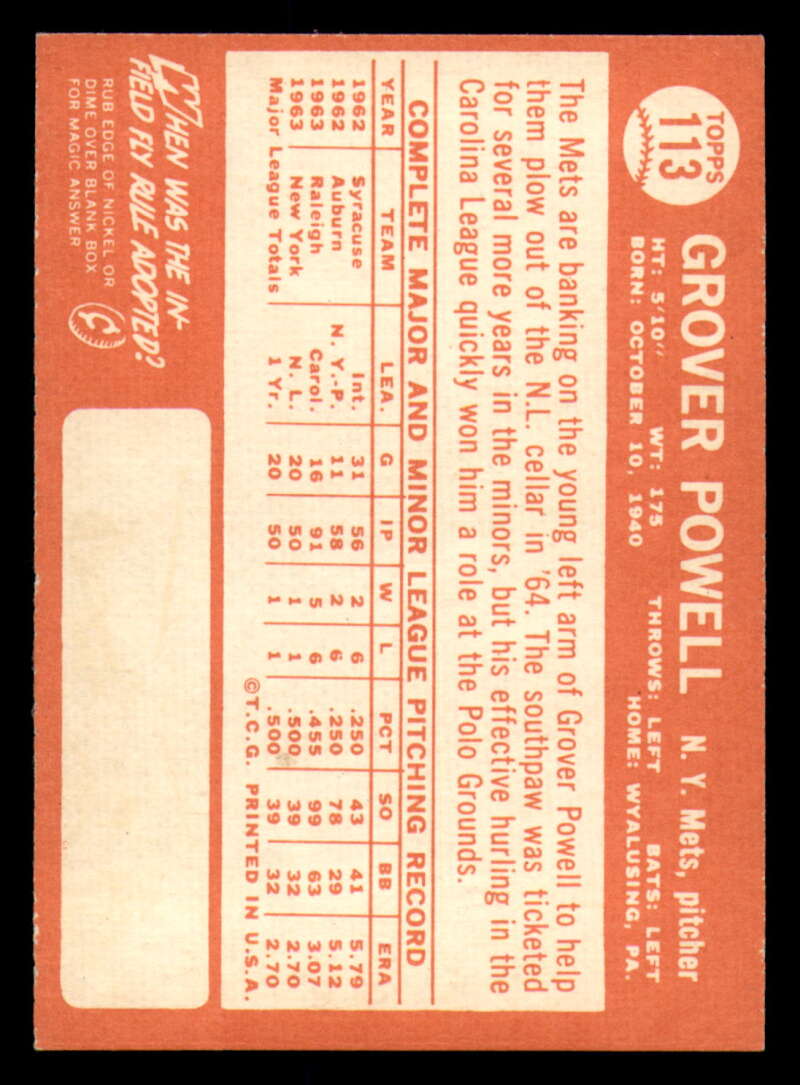 TOPPS
113
GROVER POWELL N. Y. Mets, pitcher
HT: 5'10" WT: 175 THROWS: LEFT BATS: LEFT
BORN: OCTOBER 10, 1940 HOME: WYALUSING, PA.
The Mets are banking on the young left arm of Grover Powell to help
them plow out of the N.L. cellar in '64. The southpaw was ticketed
for several more years in the minors, but his effective hurling in the
Carolina League quickly won him a role at the Polo Grounds.
COMPLETE MAJOR AND MINOR LEAGUE PITCHING RECORD
YEAR TEAM LEA. G IP W L PCT SO BB ERA
1962 Syracuse Int. 31 56 2 6 .250 43 41 5.79
1962 Auburn N. Y.-P. 11 58 2 6 .250 78 29 5.12
1963 Raleigh Carol. 16 91 5 6 .455 99 63 3.07
1963 New York N. L. 20 50 1 1 .500 39 32 2.70
Major League Totals 1 Yr. 20 50 1 1 .500 39 32 2.70
©T.C.G. PRINTED IN U.S.A.
WHEN WAS THE IN-
FIELD FLY RULE ADOPTED?
RUB EDGE OF NICKEL OR
DIME OVER BLANK BOX
FOR MAGIC ANSWER